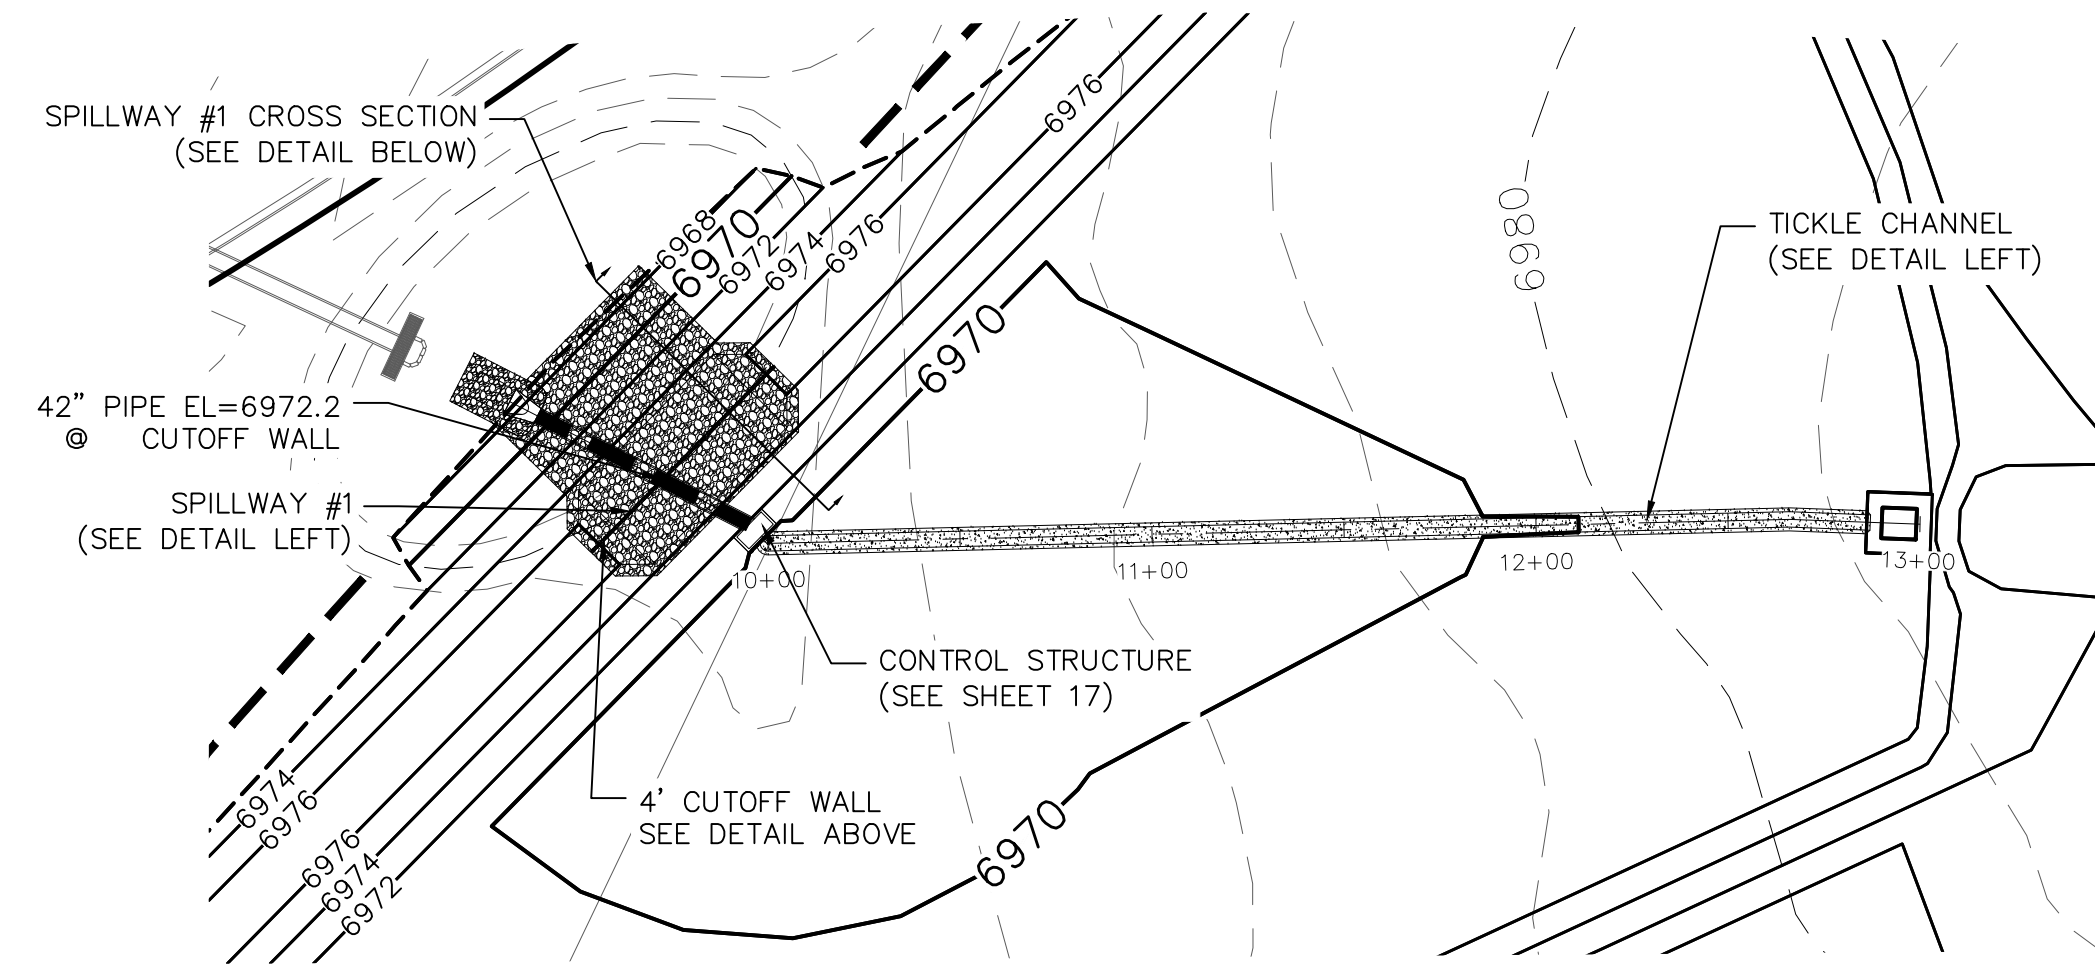 SPILLWAY #1 CROSS SECTION
(SEE DETAIL BELOW)
6976
6980
TICKLE CHANNEL
(SEE DETAIL LEFT)
6968
6970
6972
6974
6976
6970
42" PIPE EL=6972.2
@ CUTOFF WALL
SPILLWAY #1
(SEE DETAIL LEFT)
10+00
11+00
12+00
13+00
CONTROL STRUCTURE
(SEE SHEET 17)
4' CUTOFF WALL
SEE DETAIL ABOVE
6974
6976
6976
6974
6972
6970